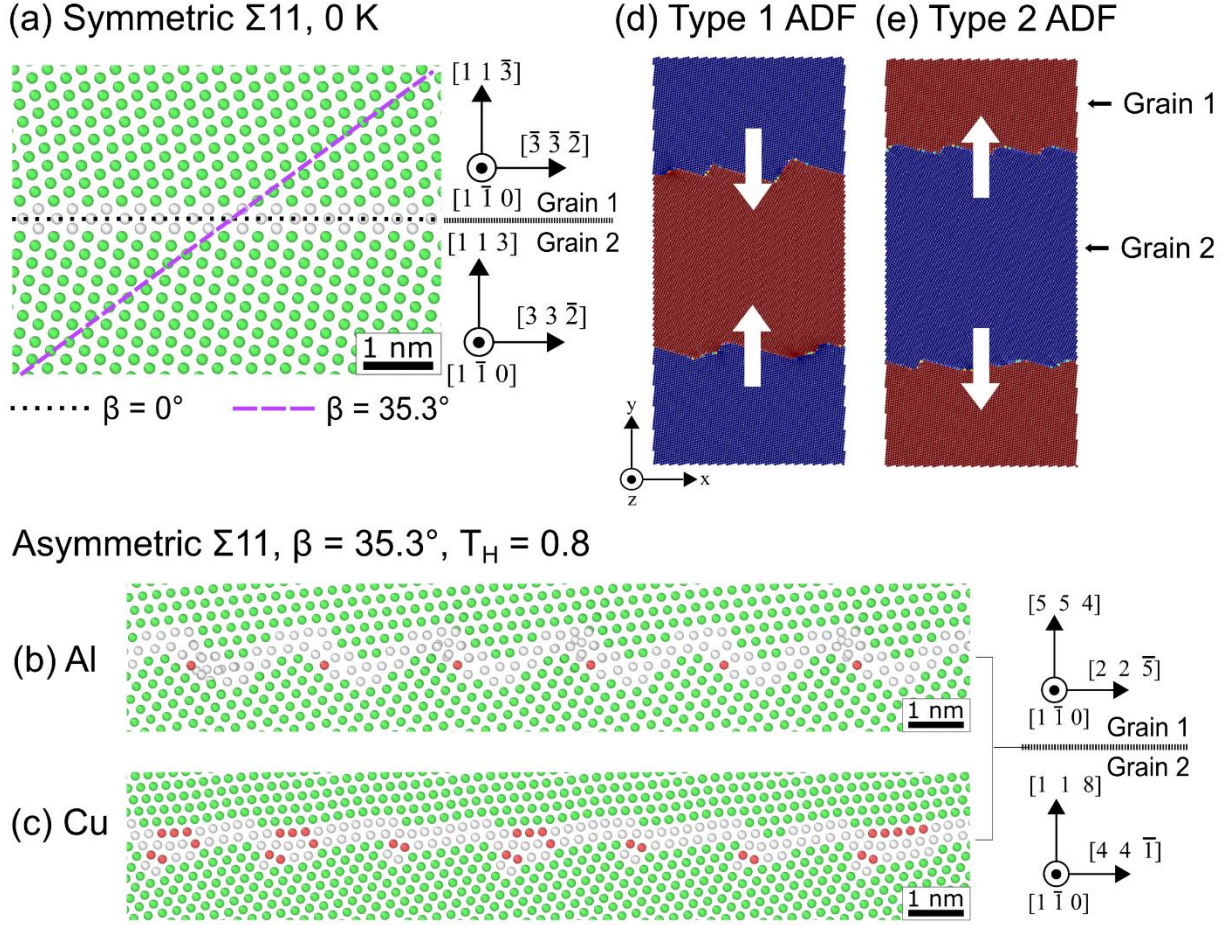 (a) Symmetric Σ11, 0 K
(d) Type 1 ADF
(e) Type 2 ADF
[1 1 3̅]
[3̅ 3̅ 2̅]
[1 1̅ 0]
Grain 1
Grain 2
[1 1 3]
[3 3 2̅]
[1 1̅ 0]
1 nm
β = 0°
β = 35.3°
Grain 1
Grain 2
y
x
z
Asymmetric Σ11, β = 35.3°, T_H = 0.8
(b) Al
1 nm
[5 5 4]
[2 2 5̅]
[1 1̅ 0]
Grain 1
Grain 2
(c) Cu
1 nm
[1 1 8]
[4 4 1̅]
[1 1̅ 0]